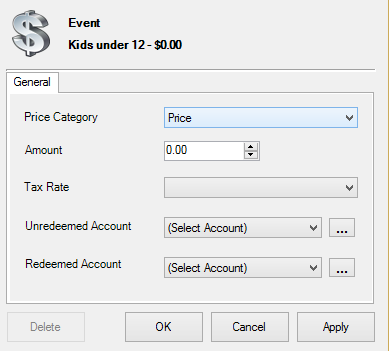 Event
Kids under 12 - $0.00
General
Price Category Price
Amount 0.00
Tax Rate
Unredeemed Account (Select Account) ...
Redeemed Account (Select Account) ...
Delete OK Cancel Apply